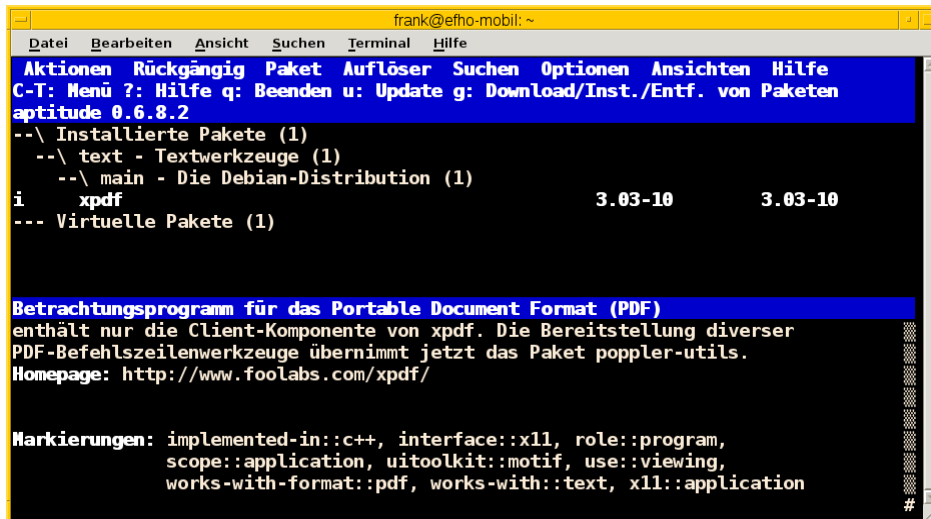 frank@efho-mobil: ~
Datei Bearbeiten Ansicht Suchen Terminal Hilfe
Aktionen Rückgängig Paket Auflöser Suchen Optionen Ansichten Hilfe
C-T: Menü ?: Hilfe q: Beenden u: Update g: Download/Inst./Entf. von Paketen
aptitude 0.6.8.2
--\ Installierte Pakete (1)
--\ text - Textwerkzeuge (1)
--\ main - Die Debian-Distribution (1)
i xpdf 3.03-10 3.03-10
--- Virtuelle Pakete (1)
Betrachtungsprogramm für das Portable Document Format (PDF)
enthält nur die Client-Komponente von xpdf. Die Bereitstellung diverser
PDF-Befehlszeilenwerkzeuge übernimmt jetzt das Paket poppler-utils.
Homepage: http://www.foolabs.com/xpdf/
Markierungen: implemented-in::c++, interface::x11, role::program,
scope::application, uitoolkit::motif, use::viewing,
works-with-format::pdf, works-with::text, x11::application
#